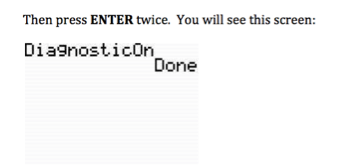 Then press ENTER twice. You will see this screen:
DiagnosticOn
Done